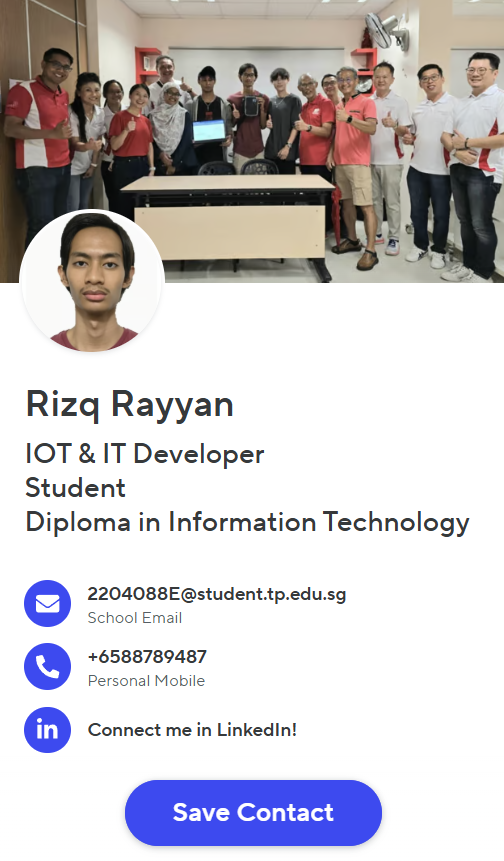 Rizq Rayyan
IOT & IT Developer
Student
Diploma in Information Technology
2204088E@student.tp.edu.sg
School Email
+6588789487
Personal Mobile
in
Connect me in LinkedIn!
Save Contact